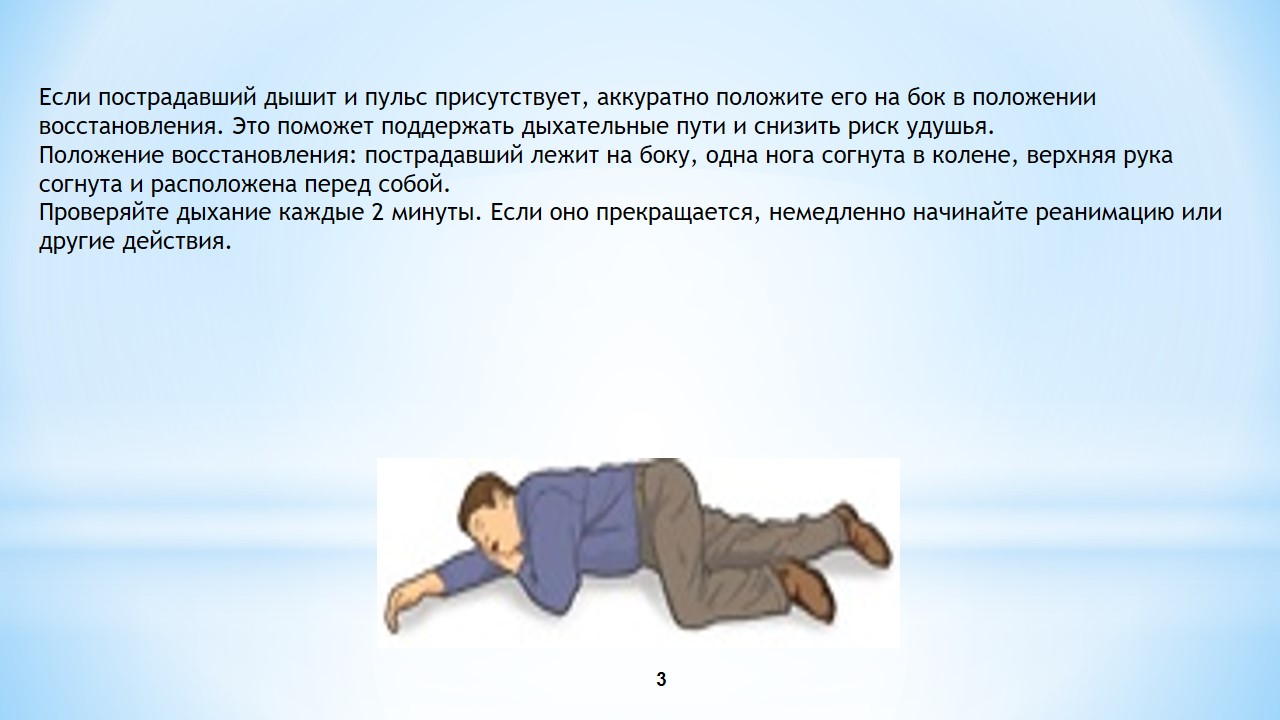 Если пострадавший дышит и пульс присутствует, аккуратно положите его на бок в положении
восстановления. Это поможет поддержать дыхательные пути и снизить риск удушья.
Положение восстановления: пострадавший лежит на боку, одна нога согнута в колене, верхняя рука
согнута и расположена перед собой.
Проверяйте дыхание каждые 2 минуты. Если оно прекращается, немедленно начинайте реанимацию или
другие действия.
3